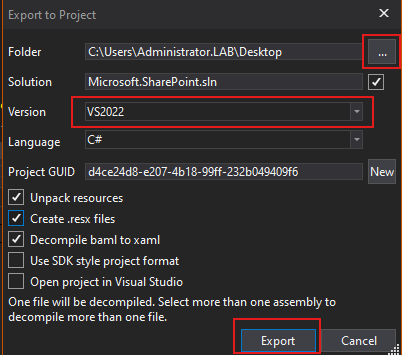 Export to Project
Folder C:\Users\Administrator.LAB\Desktop ...
Solution Microsoft.SharePoint.sln
Version VS2022
Language C#
Project GUID d4ce24d8-e207-4b18-99ff-232b049409f6 New
Unpack resources
Create .resx files
Decompile baml to xaml
Use SDK style project format
Open project in Visual Studio
One file will be decompiled. Select more than one assembly to
decompile more than one file.
Export Cancel